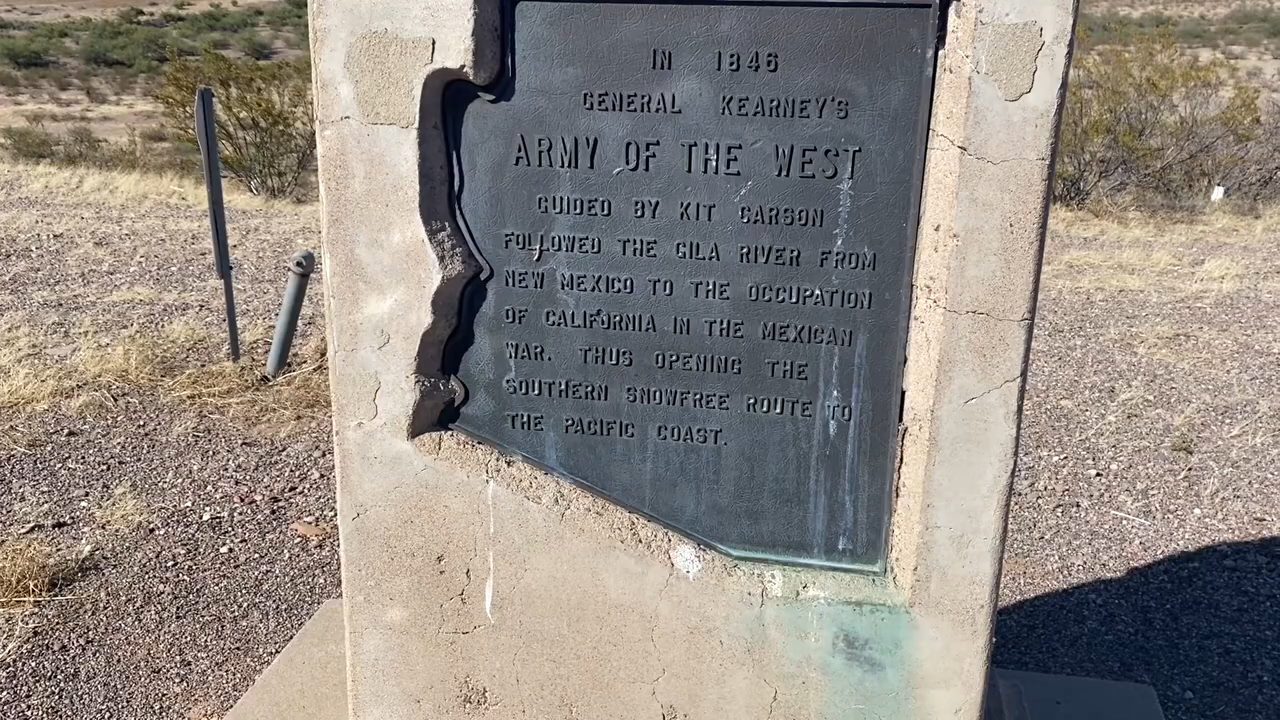 IN 1846
GENERAL KEARNEY'S
ARMY OF THE WEST
GUIDED BY KIT CARSON
FOLLOWED THE GILA RIVER FROM
NEW MEXICO TO THE OCCUPATION
OF CALIFORNIA IN THE MEXICAN
WAR. THUS OPENING THE
SOUTHERN SNOWFREE ROUTE TO
THE PACIFIC COAST.